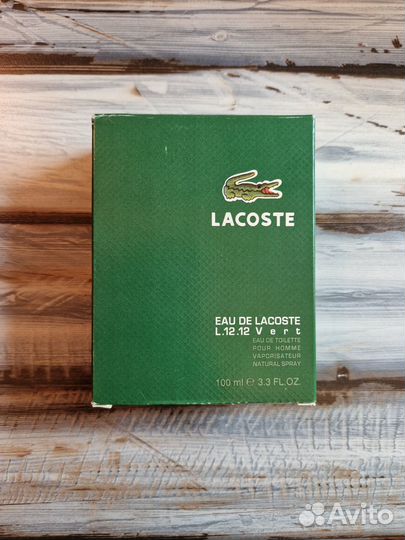 LACOSTE
EAU DE LACOSTE
L.12.12 Vert
EAU DE TOILETTE
POUR HOMME
VAPORISATEUR
NATURAL SPRAY
100 ml ℮ 3.3 FL.OZ.
Avito